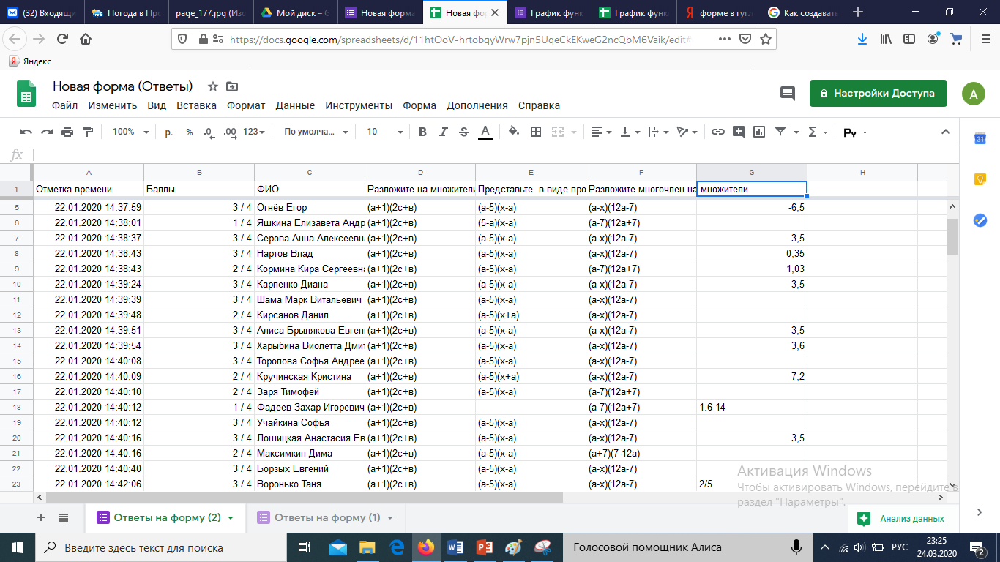 (32) Входящи
Погода в Про
page_177.jpg (Изо
Мой диск – G
Новая форма
Новая фо
График функ
График функ
форме в гугл
Как создавать
https://docs.google.com/spreadsheets/d/11htOoV-hrtobqyWrw7pjn5UqeCkEKweG2ncQbM6Vaik/edit#
Яндекс
Новая форма (Ответы)
Файл Изменить Вид Вставка Формат Данные Инструменты Форма Дополнения Справка
Настройки Доступа
А
100% р. % .0 .00 123 По умолча... 10 B I S A Σ Ру
31
fx
A B C D E F G H
1 Отметка времени Баллы ФИО Разложите на множители Представьте в виде про Разложите многочлен на множители
5 22.01.2020 14:37:59 3 / 4 Огнёв Егор (а+1)(2с+в) (а-5)(х-а) (а-х)(12а-7) -6,5
6 22.01.2020 14:38:01 1 / 4 Яшкина Елизавета Андр (а+1)(2с+в) (5-а)(х-а) (а-7)(12а+7)
7 22.01.2020 14:38:37 3 / 4 Серова Анна Алексеевн (а+1)(2с+в) (а-5)(х-а) (а-х)(12а-7) 3,5
8 22.01.2020 14:38:43 3 / 4 Нартов Влад (а+1)(2с+в) (а-5)(х-а) (а-х)(12а-7) 0,35
9 22.01.2020 14:38:43 2 / 4 Кормина Кира Сергеевна (а+1)(2с+в) (а-5)(х-а) (а-7)(12а+7) 1,03
10 22.01.2020 14:39:24 3 / 4 Карпенко Диана (а+1)(2с+в) (а-5)(х-а) (а-х)(12а-7) 3,5
11 22.01.2020 14:39:39 3 / 4 Шама Марк Витальевич (а+1)(2с+в) (а-5)(х-а) (а-х)(12а-7)
12 22.01.2020 14:39:48 2 / 4 Кирсанов Данил (а+1)(2с+в) (а-5)(х+а) (а-х)(12а-7)
13 22.01.2020 14:39:51 3 / 4 Алиса Брылякова Евген (а+1)(2с+в) (а-5)(х-а) (а-х)(12а-7) 3,5
14 22.01.2020 14:39:54 3 / 4 Харыбина Виолетта Дми (а+1)(2с+в) (а-5)(х-а) (а-х)(12а-7) 3,6
15 22.01.2020 14:40:08 3 / 4 Торопова Софья Андрее (а+1)(2с+в) (а-5)(х-а) (а-х)(12а-7)
16 22.01.2020 14:40:09 2 / 4 Кручинская Кристина (а+1)(2с+в) (а-5)(х+а) (а-х)(12а-7) 7,2
17 22.01.2020 14:40:10 2 / 4 Заря Тимофей (а+1)(2с+в) (а-5)(х-а) (а-7)(12а+7)
18 22.01.2020 14:40:12 1 / 4 Фадеев Захар Игоревич (а+1)(2с+в) (а-7)(12а+7) 1.6 14
19 22.01.2020 14:40:12 3 / 4 Учайкина Софья (а+1)(2с+в) (а-5)(х-а) (а-х)(12а-7)
20 22.01.2020 14:40:16 3 / 4 Лошицкая Анастасия Ев (а+1)(2с+в) (а-5)(х-а) (а-х)(12а-7) 3,5
21 22.01.2020 14:40:16 2 / 4 Максимкин Дима (а+1)(2с+в) (а-5)(х-а) (а+7)(7-12а)
22 22.01.2020 14:40:40 3 / 4 Борзых Евгений (а+1)(2с+в) (а-5)(х-а) (а-х)(12а-7)
23 22.01.2020 14:42:06 3 / 4 Воронько Таня (а+1)(2с+в) (а-5)(х-а) (а-х)(12а-7) 2/5
Активация Windows
Чтобы активировать Windows, перейдите в
раздел "Параметры".
Ответы на форму (2) Ответы на форму (1) Анализ данных
Введите здесь текст для поиска
Голосовой помощник Алиса
РУС
23:25
24.03.2020
2